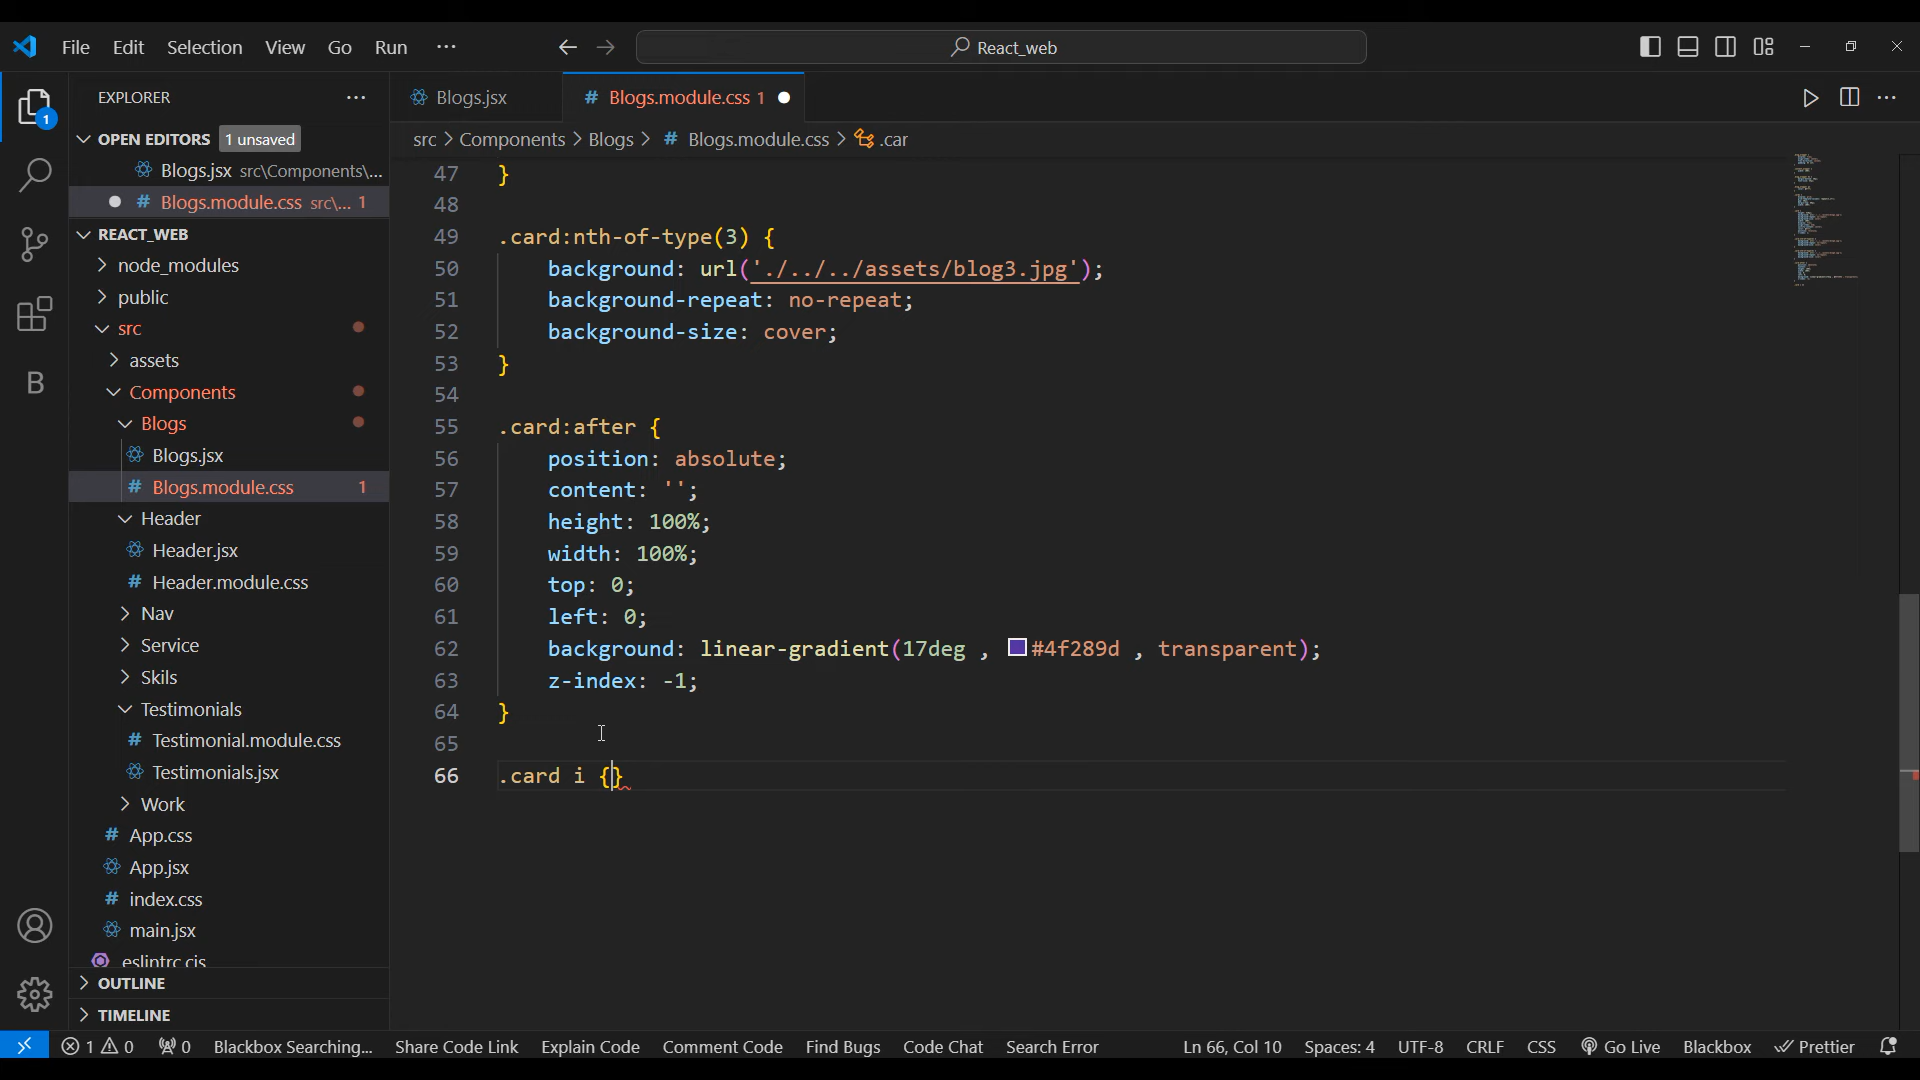 File Edit Selection View Go Run ··· React_web
EXPLORER ···
Blogs.jsx # Blogs.module.css 1
OPEN EDITORS 1 unsaved
Blogs.jsx src\Components\...
# Blogs.module.css src\... 1
REACT_WEB
node_modules
public
src
assets
Components
Blogs
Blogs.jsx
# Blogs.module.css 1
Header
Header.jsx
# Header.module.css
Nav
Service
Skils
Testimonials
# Testimonial.module.css
Testimonials.jsx
Work
# App.css
App.jsx
# index.css
main.jsx
eslintrc.cjs
OUTLINE
TIMELINE
1
B
src > Components > Blogs > # Blogs.module.css > .car
47 }
48
49 .card:nth-of-type(3) {
50 background: url('./../../assets/blog3.jpg');
51 background-repeat: no-repeat;
52 background-size: cover;
53 }
54
55 .card:after {
56 position: absolute;
57 content: '';
58 height: 100%;
59 width: 100%;
60 top: 0;
61 left: 0;
62 background: linear-gradient(17deg , #4f289d , transparent);
63 z-index: -1;
64 }
65
66 .card i {}
1 0 0 Blackbox Searching... Share Code Link Explain Code Comment Code Find Bugs Code Chat Search Error Ln 66, Col 10 Spaces: 4 UTF-8 CRLF CSS Go Live Blackbox Prettier